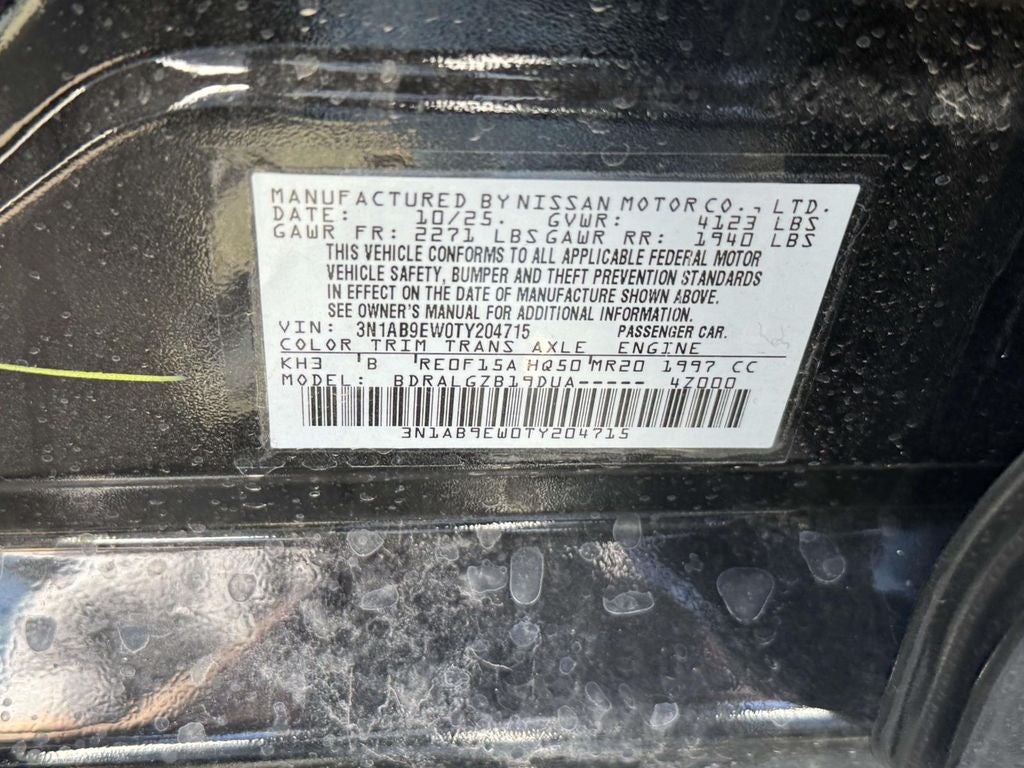 MANUFACTURED BY NISSAN MOTOR CO., LTD.
DATE: 10/25. GVWR: 4123 LBS
GAWR FR: 2271 LBS GAWR RR: 1940 LBS
THIS VEHICLE CONFORMS TO ALL APPLICABLE FEDERAL MOTOR
VEHICLE SAFETY, BUMPER AND THEFT PREVENTION STANDARDS
IN EFFECT ON THE DATE OF MANUFACTURE SHOWN ABOVE.
SEE OWNER'S MANUAL FOR ADDITIONAL INFORMATION.
VIN: 3N1AB9EW0TY204715 PASSENGER CAR.
COLOR TRIM TRANS AXLE ENGINE
KH3 B RE0F15A HQ50 MR20 1997 CC
MODEL: BDRALGZB19DUA----- 4Z000
3N1AB9EW0TY204715